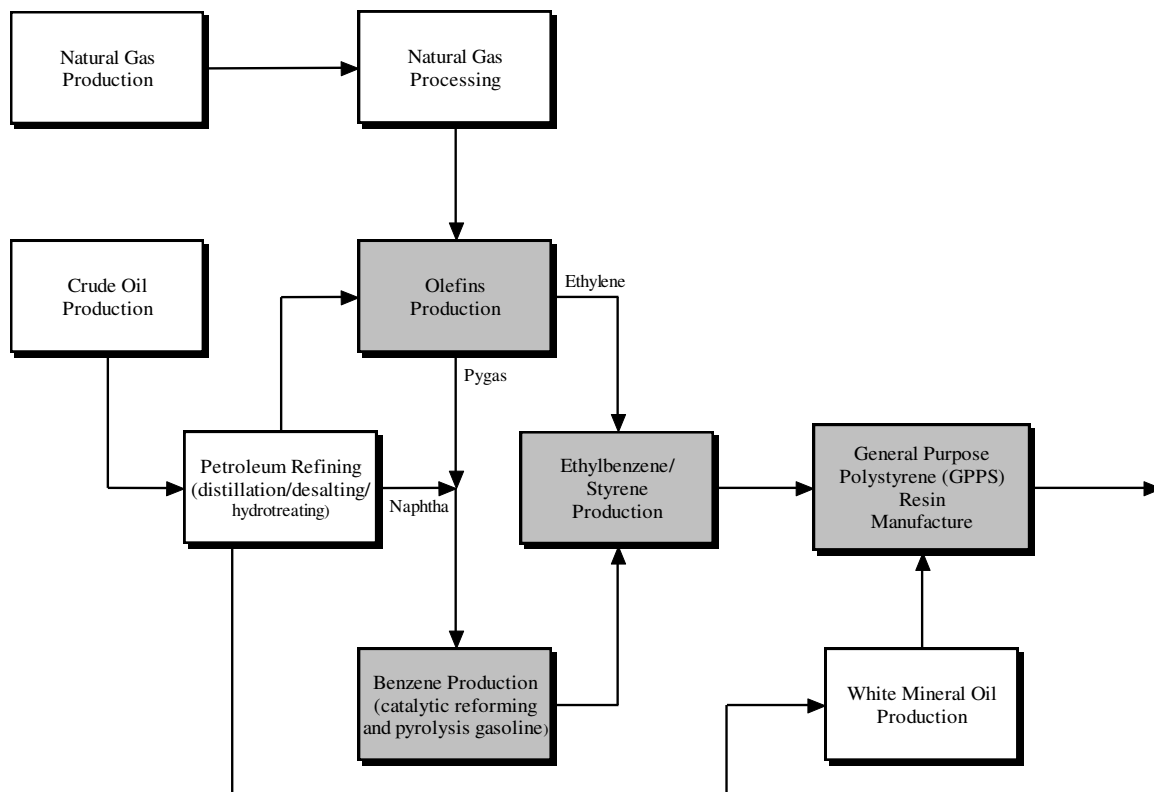 Natural Gas
Production
Natural Gas
Processing
Crude Oil
Production
Olefins
Production
Ethylene
Pygas
Petroleum Refining
(distillation/desalting/
hydrotreating)
Naphtha
Ethylbenzene/
Styrene
Production
General Purpose
Polystyrene (GPPS)
Resin
Manufacture
Benzene Production
(catalytic reforming
and pyrolysis gasoline)
White Mineral Oil
Production